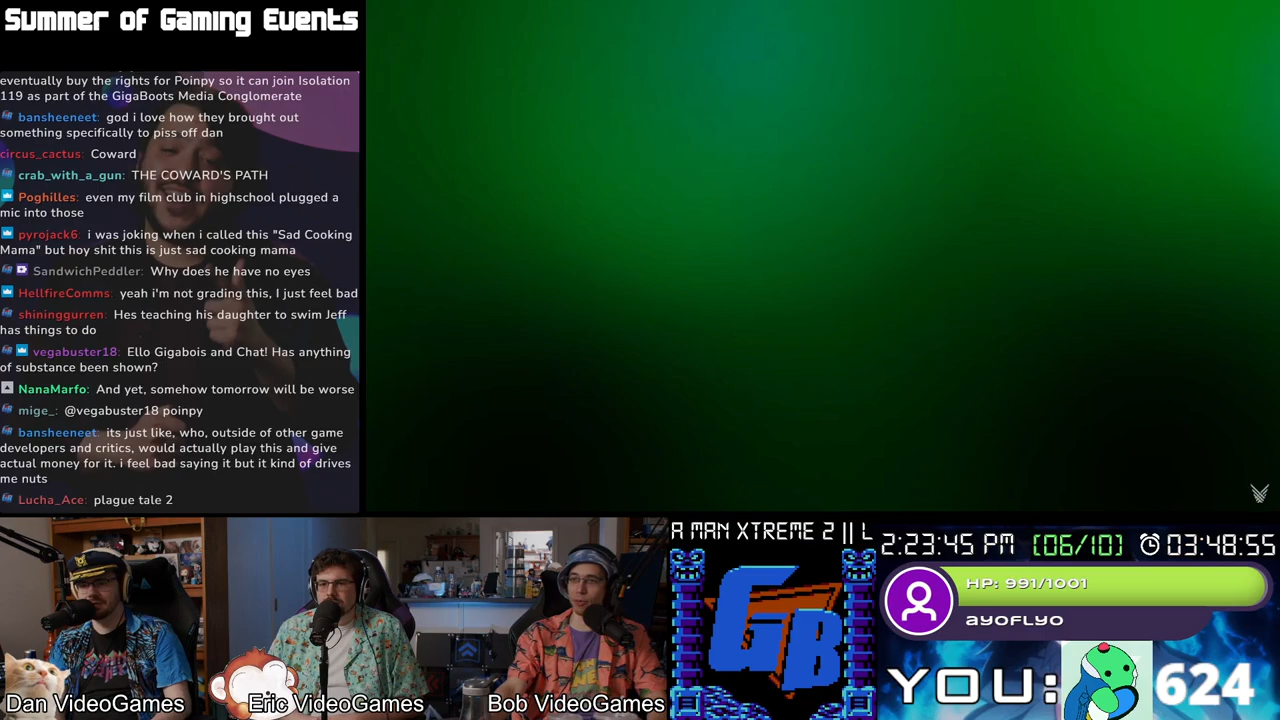 Summer of Gaming Events
eventually buy the rights for Poinpy so it can join Isolation
119 as part of the GigaBoots Media Conglomerate
bansheeneet: god i love how they brought out
something specifically to piss off dan
circus_cactus: Coward
crab_with_a_gun: THE COWARD'S PATH
Poghilles: even my film club in highschool plugged a
mic into those
pyrojack6: i was joking when i called this "Sad Cooking
Mama" but hoy shit this is just sad cooking mama
SandwichPeddler: Why does he have no eyes
HellfireComms: yeah i'm not grading this, I just feel bad
shininggurren: Hes teaching his daughter to swim Jeff
has things to do
vegabuster18: Ello Gigabois and Chat! Has anything
of substance been shown?
NanaMarfo: And yet, somehow tomorrow will be worse
mige_: @vegabuster18 poinpy
bansheeneet: its just like, who, outside of other game
developers and critics, would actually play this and give
actual money for it. i feel bad saying it but it kind of drives
me nuts
Lucha_Ace: plague tale 2
Dan VideoGames
Eric VideoGames
Bob VideoGames
A MAN XTREME 2 || L
GB
2:23:45 PM [06/10] 03:48:55
HP: 991/1001
AYOFLYO
YOU: 624